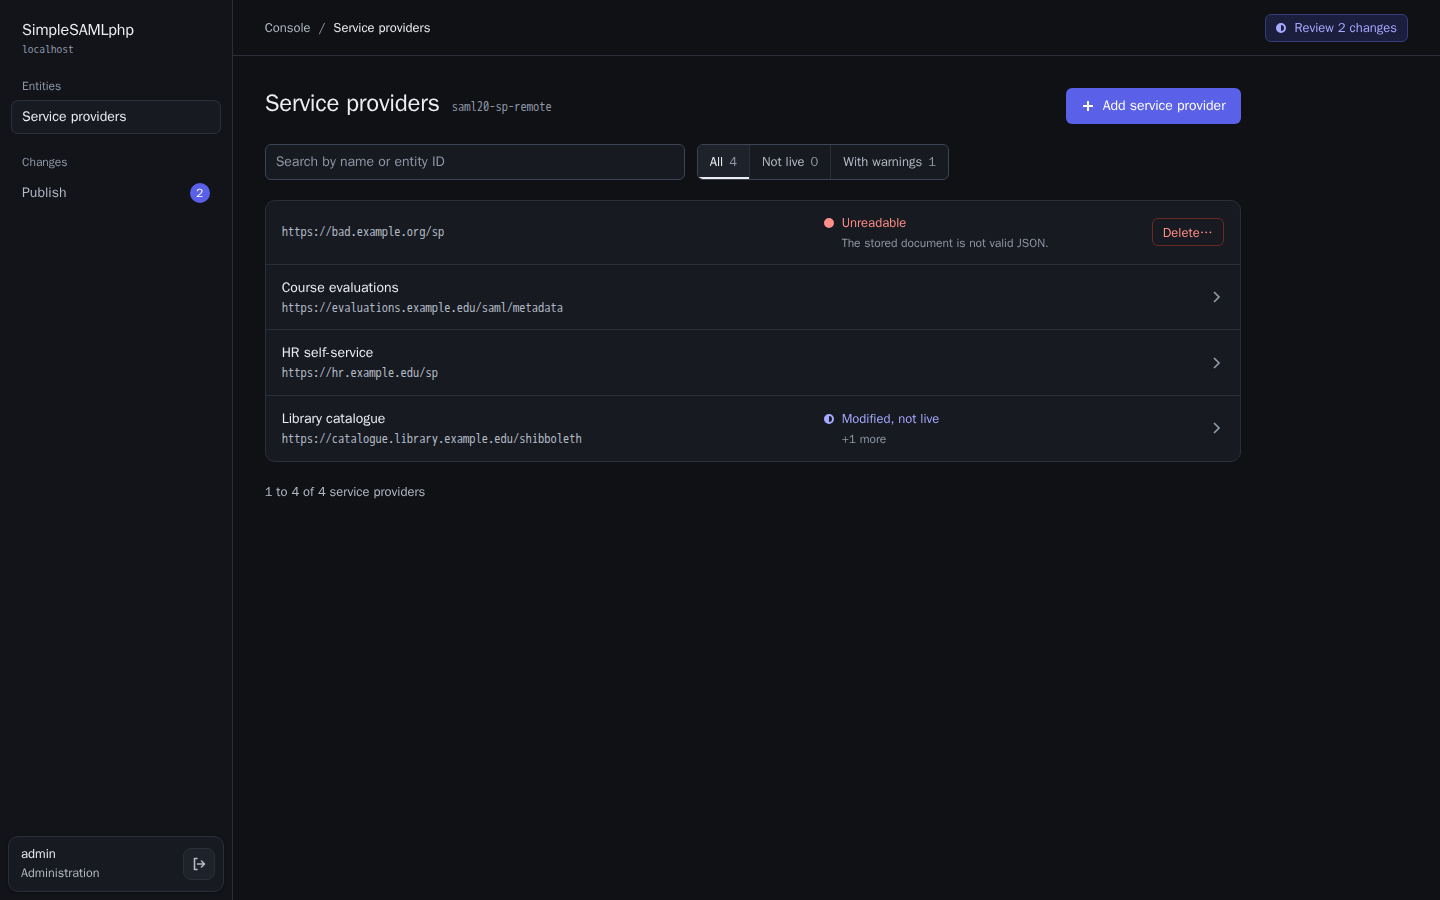 SimpleSAMLphp
localhost
Entities
Service providers
Changes
Publish 2
admin
Administration
Console / Service providers
Review 2 changes
Service providers saml20-sp-remote
Add service provider
Search by name or entity ID
All 4 Not live 0 With warnings 1
https://bad.example.org/sp
Unreadable
The stored document is not valid JSON.
Delete…
Course evaluations
https://evaluations.example.edu/saml/metadata
HR self-service
https://hr.example.edu/sp
Library catalogue
https://catalogue.library.example.edu/shibboleth
Modified, not live
+1 more
1 to 4 of 4 service providers